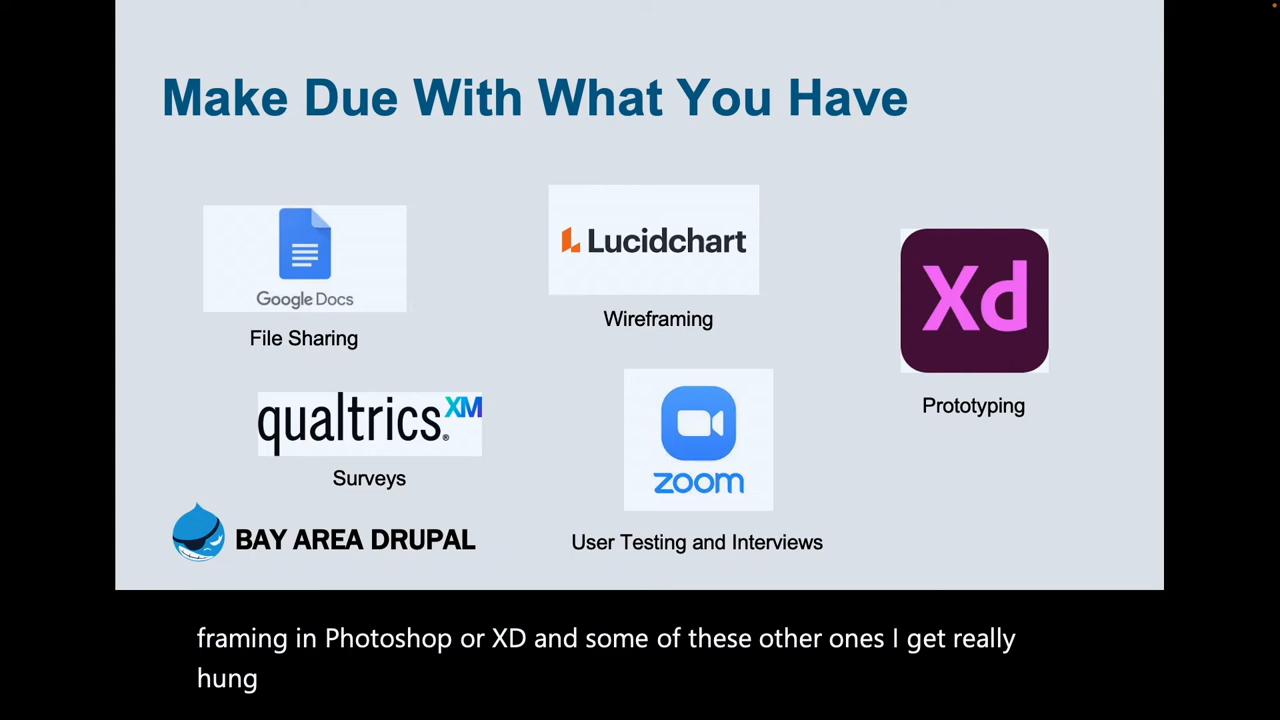 Make Due With What You Have
Google Docs
File Sharing
Lucidchart
Wireframing
Xd
Prototyping
qualtrics.XM
Surveys
zoom
User Testing and Interviews
BAY AREA DRUPAL
framing in Photoshop or XD and some of these other ones I get really
hung